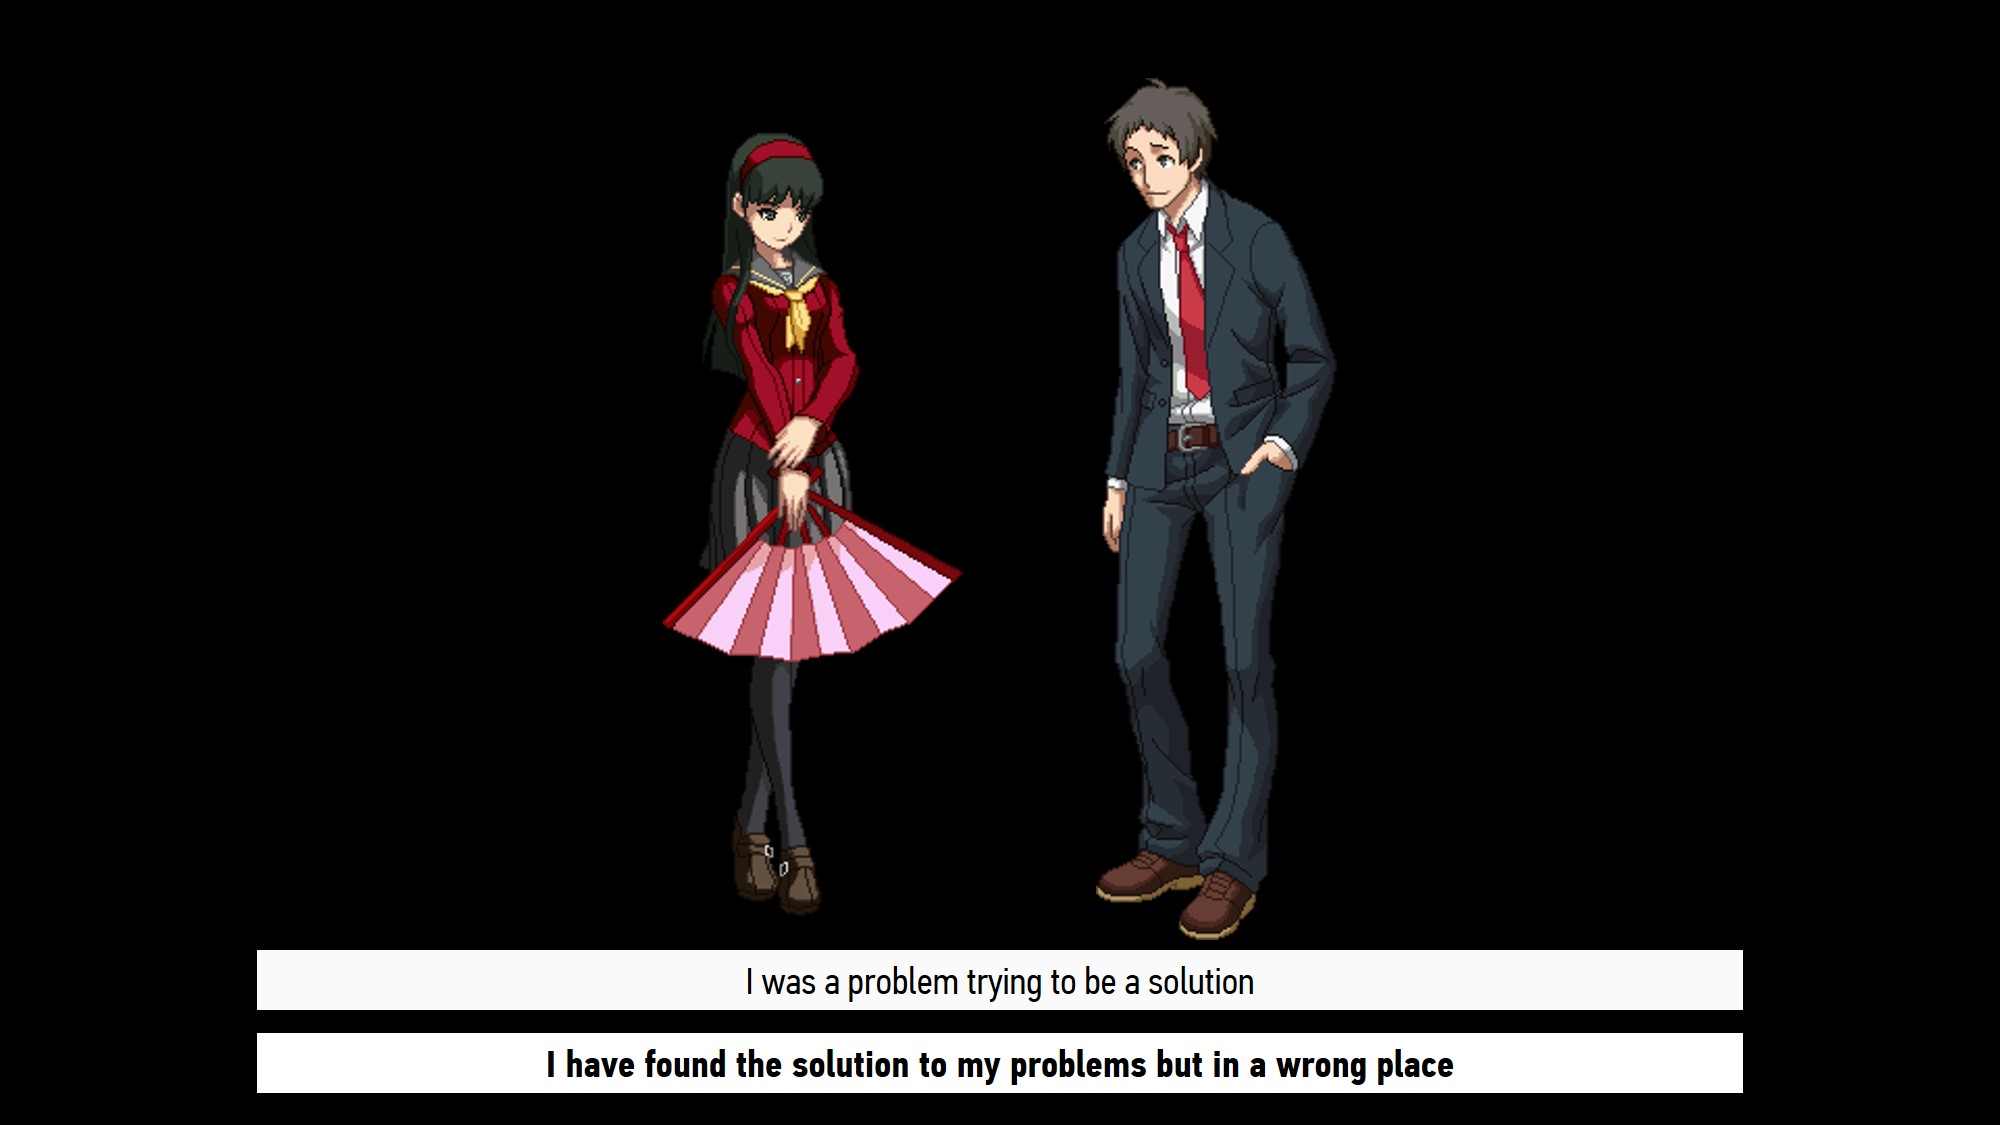 I was a problem trying to be a solution
I have found the solution to my problems but in a wrong place